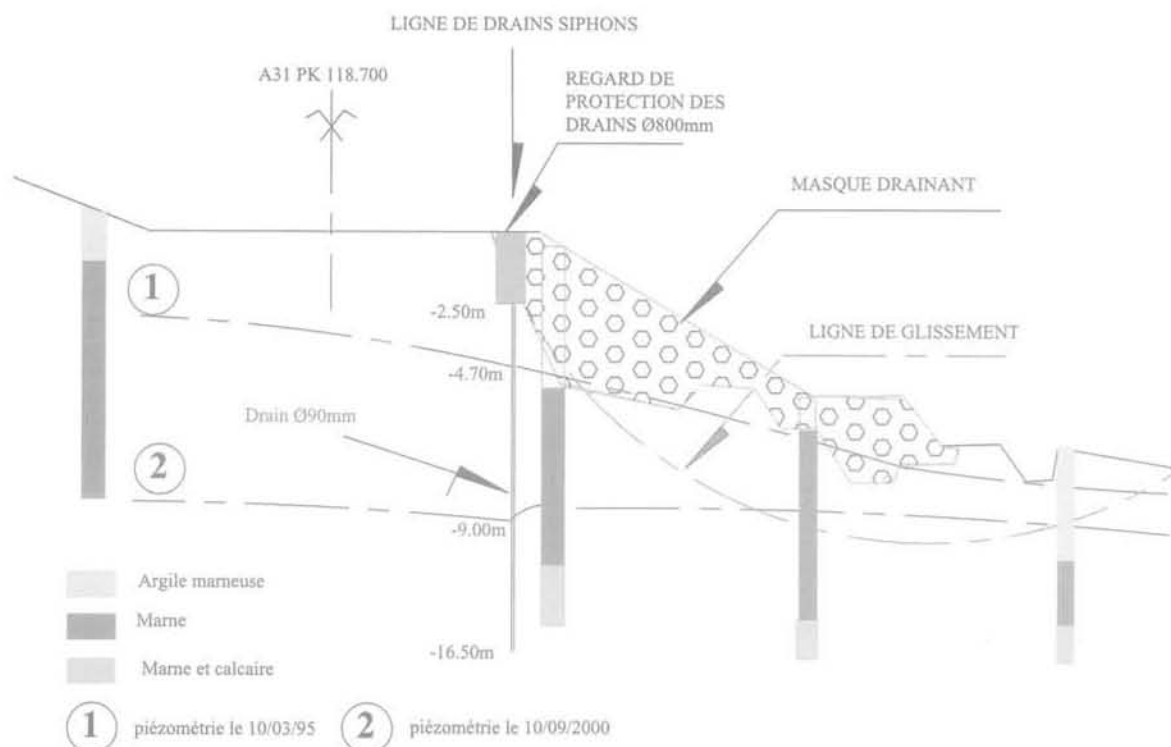 LIGNE DE DRAINS SIPHONS
A31 PK 118.700
REGARD DE
PROTECTION DES
DRAINS Ø800mm
MASQUE DRAINANT
1
-2.50m
LIGNE DE GLISSEMENT
-4.70m
Drain Ø90mm
2
-9.00m
Argile marneuse
Marne
-16.50m
Marne et calcaire
1 piézométrie le 10/03/95 2 piézométrie le 10/09/2000